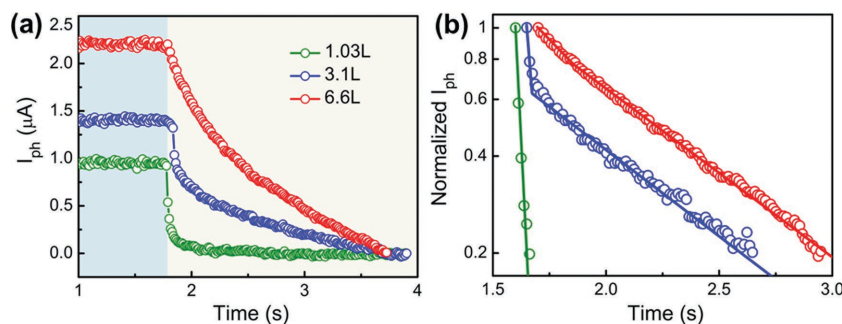 (a)
2.5
2.0
1.5
1.0
0.5
0.0
I_ph (μA)
1.03L
3.1L
6.6L
1 2 3 4
Time (s)
(b)
1
0.6
0.4
0.2
Normalized I_ph
1.5 2.0 2.5 3.0
Time (s)